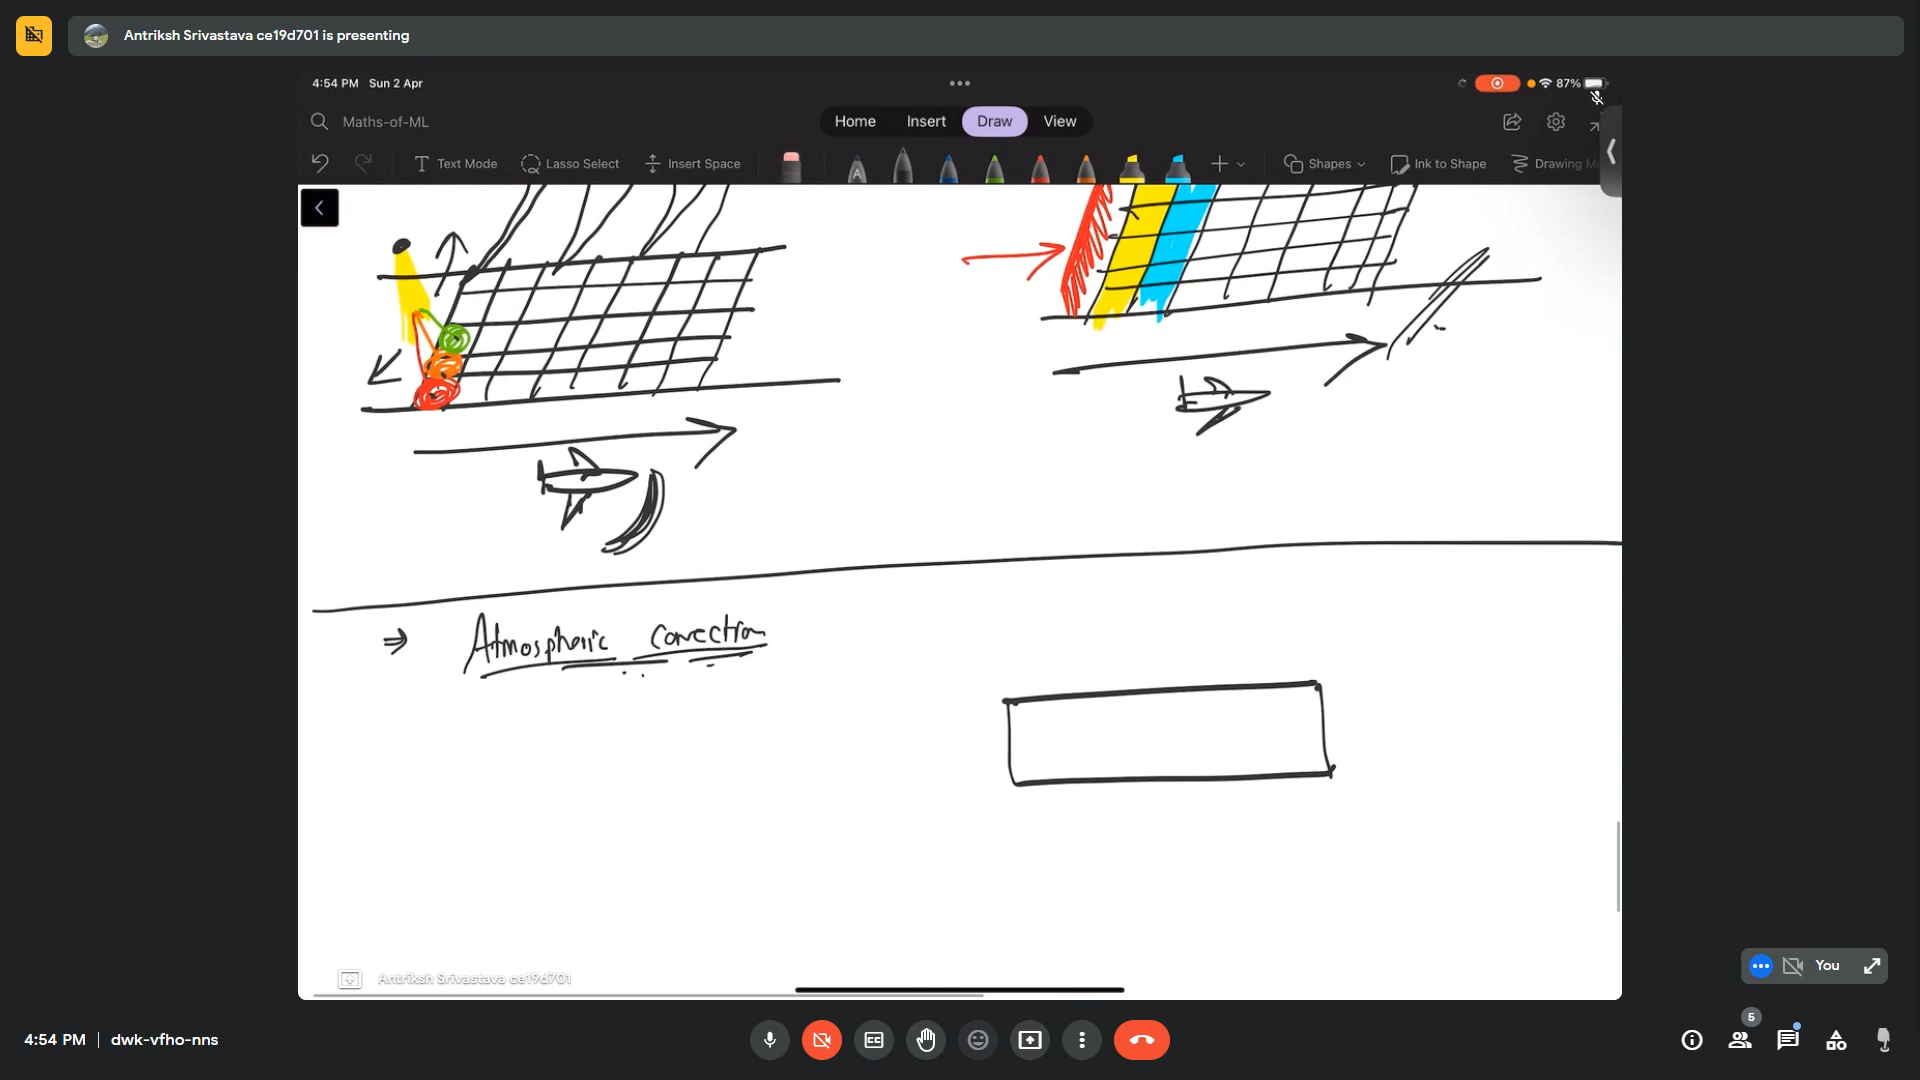 Antriksh Srivastava ce19d701 is presenting
4:54 PM Sun 2 Apr
87%
Maths-of-ML
Home Insert Draw View
Text Mode Lasso Select Insert Space
A
Shapes Ink to Shape Drawing Mo
⇒ Atmospheric Correction
Antriksh Srivastava ce19d701
You
4:54 PM | dwk-vfho-nns
5